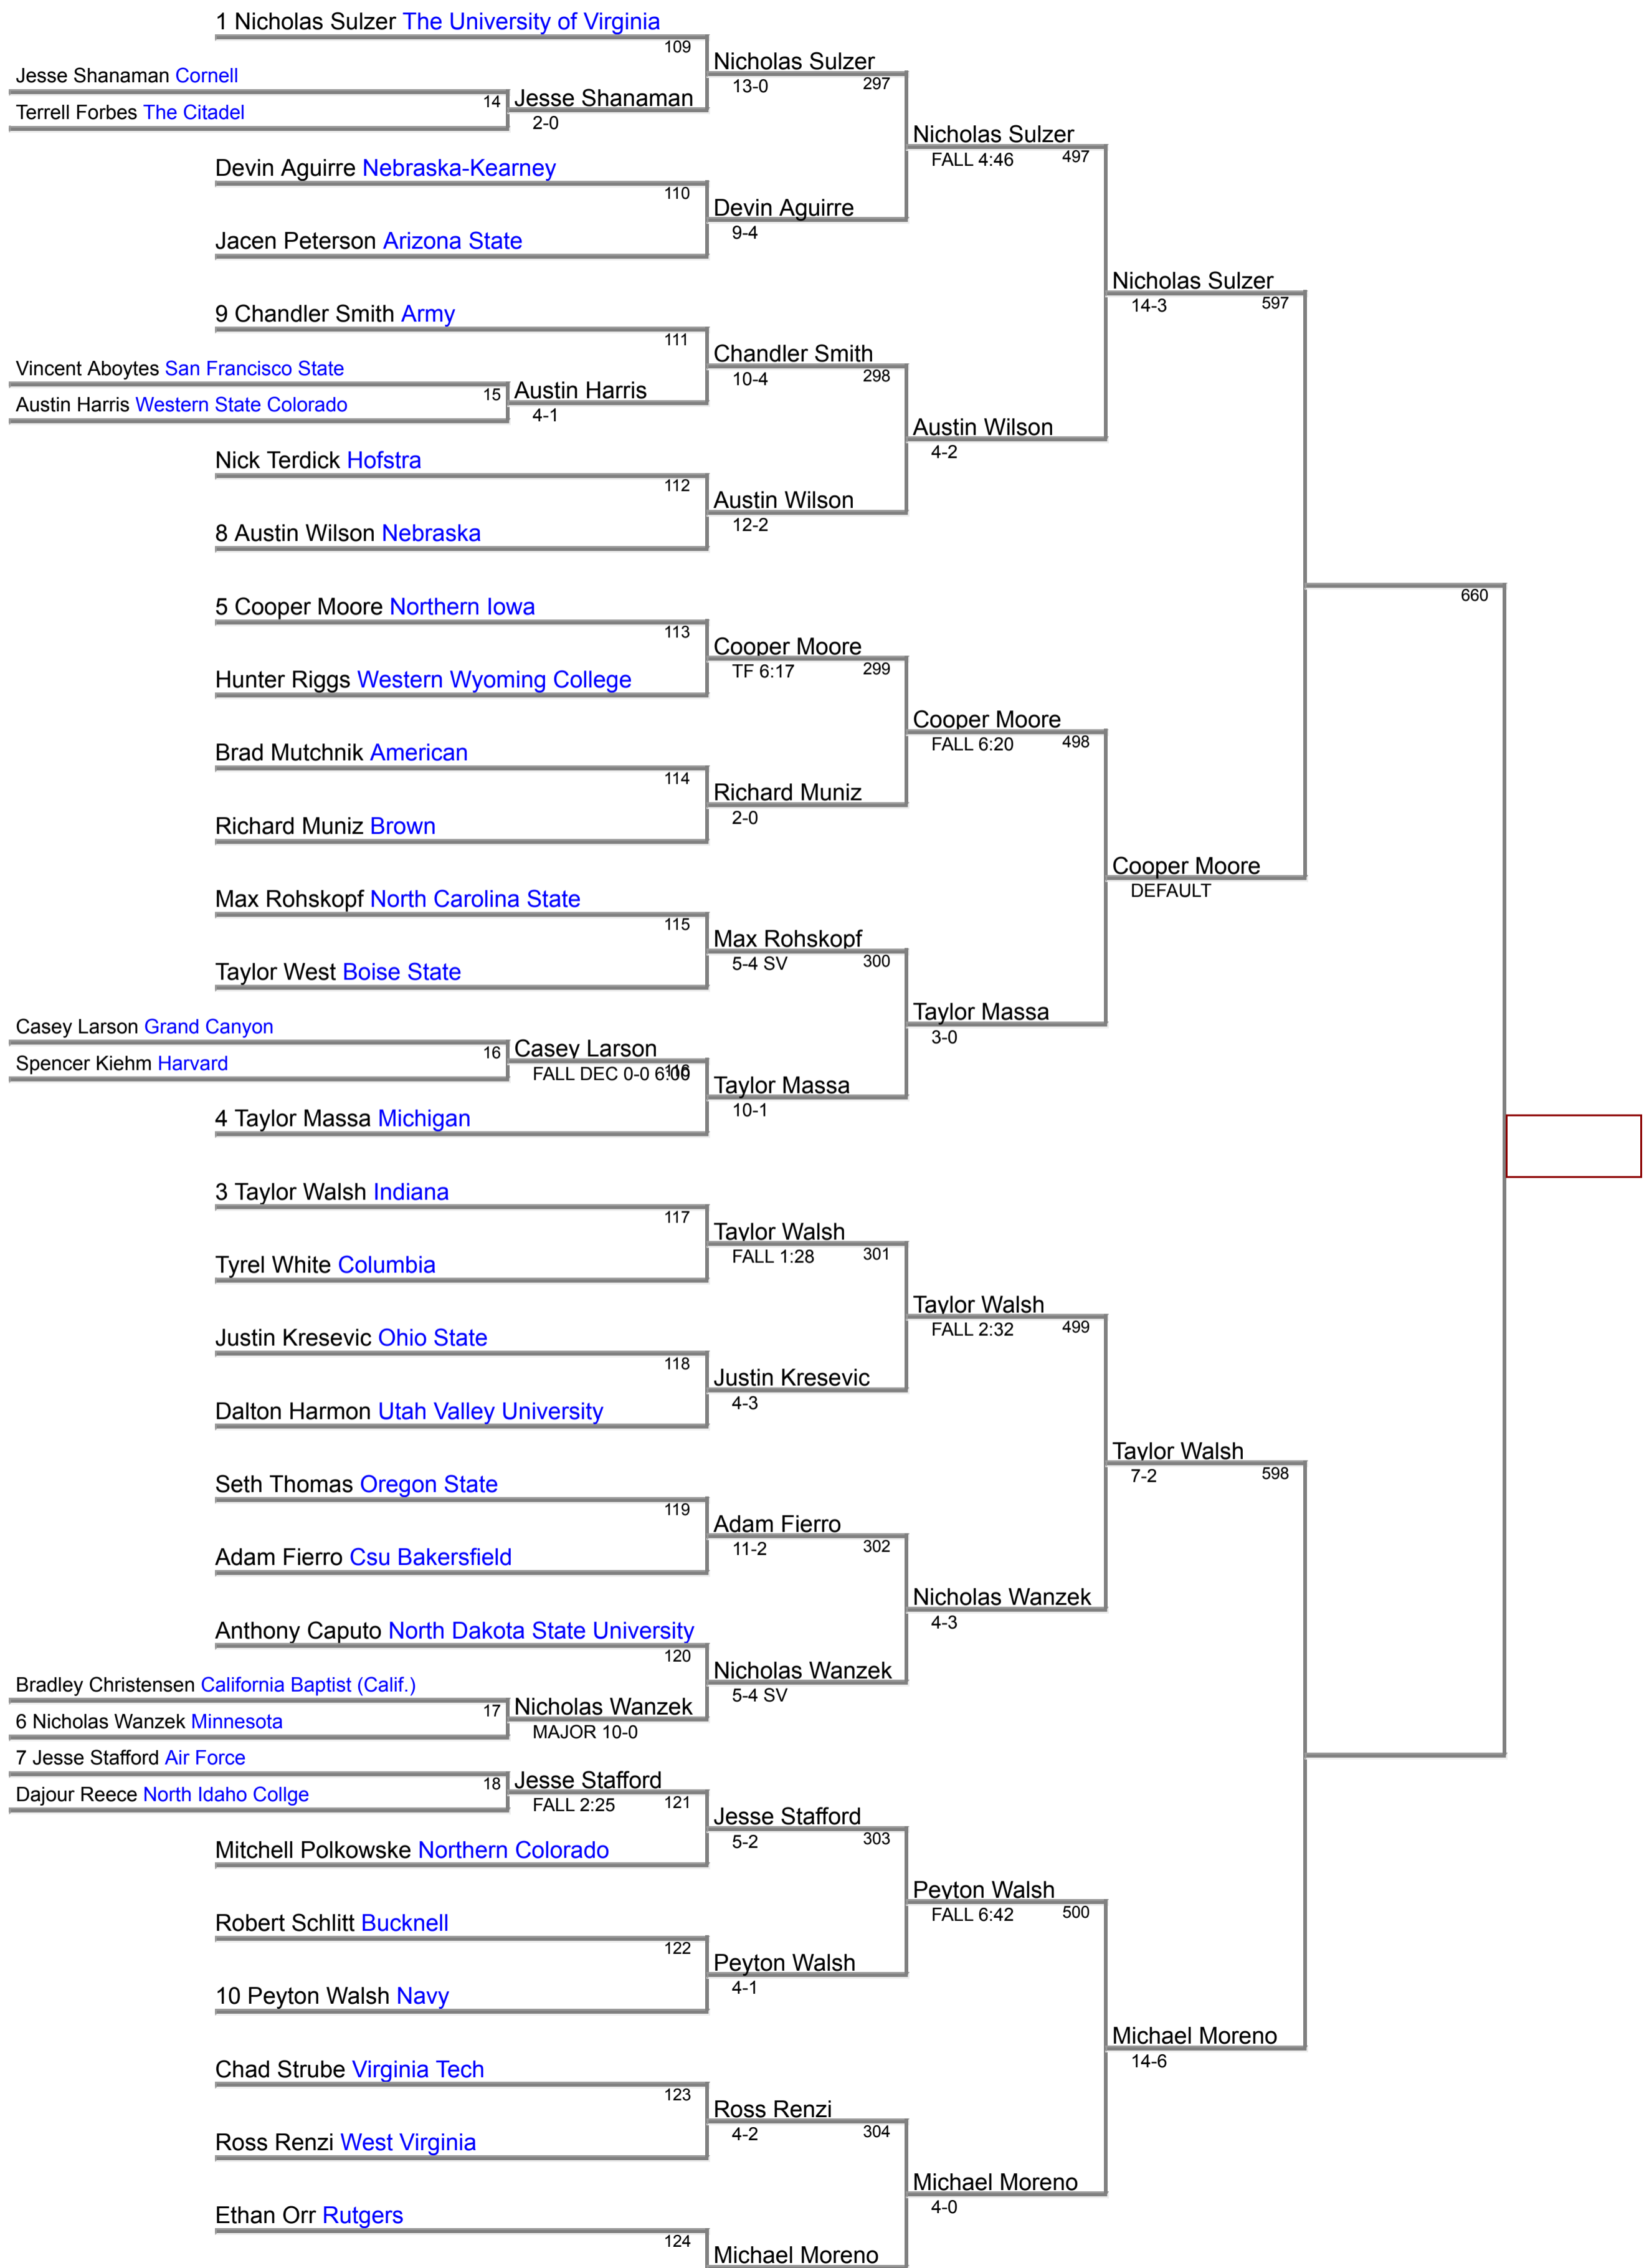 1 Nicholas Sulzer The University of Virginia
109
Nicholas Sulzer
13-0 297
Jesse Shanaman Cornell
14 Jesse Shanaman
2-0
Terrell Forbes The Citadel
Nicholas Sulzer
FALL 4:46 497
Devin Aguirre Nebraska-Kearney
110
Devin Aguirre
9-4
Jacen Peterson Arizona State
Nicholas Sulzer
14-3 597
9 Chandler Smith Army
111
Chandler Smith
10-4 298
Vincent Aboytes San Francisco State
15 Austin Harris
4-1
Austin Harris Western State Colorado
Austin Wilson
4-2
Nick Terdick Hofstra
112
Austin Wilson
12-2
8 Austin Wilson Nebraska
660
5 Cooper Moore Northern Iowa
113
Cooper Moore
TF 6:17 299
Hunter Riggs Western Wyoming College
Cooper Moore
FALL 6:20 498
Brad Mutchnik American
114
Richard Muniz
2-0
Richard Muniz Brown
Cooper Moore
DEFAULT
Max Rohskopf North Carolina State
115
Max Rohskopf
5-4 SV 300
Taylor West Boise State
Taylor Massa
3-0
Casey Larson Grand Canyon
16 Casey Larson
FALL DEC 0-0 6:00
116
Spencer Kiehm Harvard
Taylor Massa
10-1
4 Taylor Massa Michigan
3 Taylor Walsh Indiana
117
Taylor Walsh
FALL 1:28 301
Tyrel White Columbia
Taylor Walsh
FALL 2:32 499
Justin Kresevic Ohio State
118
Justin Kresevic
4-3
Dalton Harmon Utah Valley University
Taylor Walsh
7-2 598
Seth Thomas Oregon State
119
Adam Fierro
11-2 302
Adam Fierro Csu Bakersfield
Nicholas Wanzek
4-3
Anthony Caputo North Dakota State University
120
Nicholas Wanzek
5-4 SV
Bradley Christensen California Baptist (Calif.)
17 Nicholas Wanzek
MAJOR 10-0
6 Nicholas Wanzek Minnesota
7 Jesse Stafford Air Force
18 Jesse Stafford
FALL 2:25 121
Dajour Reece North Idaho Collge
Jesse Stafford
5-2 303
Mitchell Polkowske Northern Colorado
Peyton Walsh
FALL 6:42 500
Robert Schlitt Bucknell
122
Peyton Walsh
4-1
10 Peyton Walsh Navy
Michael Moreno
14-6
Chad Strube Virginia Tech
123
Ross Renzi
4-2 304
Ross Renzi West Virginia
Michael Moreno
4-0
Ethan Orr Rutgers
124
Michael Moreno